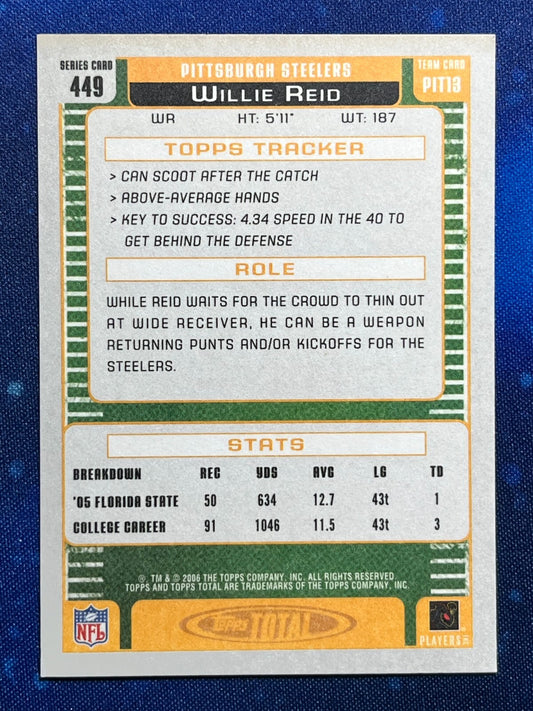 SERIES CARD
449
PITTSBURGH STEELERS
TEAM CARD
PIT13
WILLIE REID
WR HT: 5'11" WT: 187
TOPPS TRACKER
> CAN SCOOT AFTER THE CATCH
> ABOVE-AVERAGE HANDS
> KEY TO SUCCESS: 4.34 SPEED IN THE 40 TO
GET BEHIND THE DEFENSE
ROLE
WHILE REID WAITS FOR THE CROWD TO THIN OUT
AT WIDE RECEIVER, HE CAN BE A WEAPON
RETURNING PUNTS AND/OR KICKOFFS FOR THE
STEELERS.
STATS
BREAKDOWN REC YDS AVG LG TD
'05 FLORIDA STATE 50 634 12.7 43t 1
COLLEGE CAREER 91 1046 11.5 43t 3
®, TM & © 2006 THE TOPPS COMPANY, INC. ALL RIGHTS RESERVED.
TOPPS AND TOPPS TOTAL ARE TRADEMARKS OF THE TOPPS COMPANY, INC.
NFL
TOPPS TOTAL
PLAYERS INC